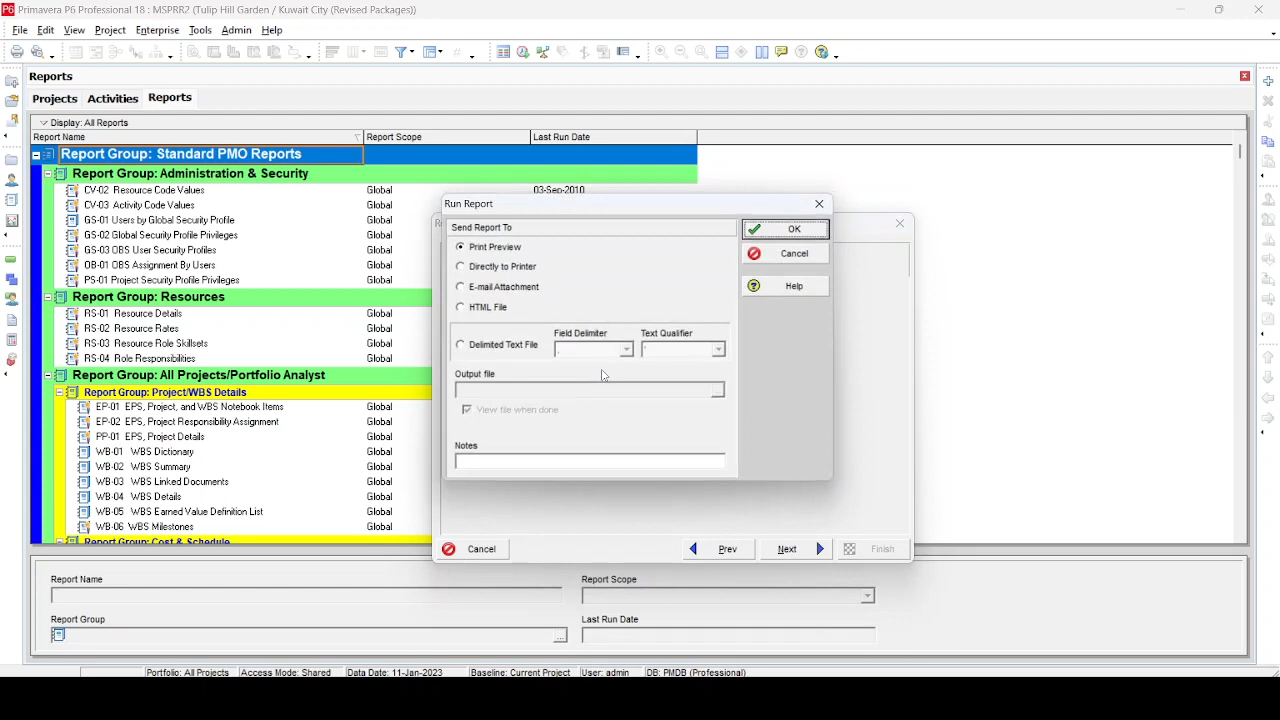 P6 Primavera P6 Professional 18 : MSPRR2 (Tulip Hill Garden / Kuwait City (Revised Packages))
File Edit View Project Enterprise Tools Admin Help
Reports
Projects Activities Reports
Display: All Reports
Report Name Report Scope Last Run Date
Report Group: Standard PMO Reports
Report Group: Administration & Security
CV-02 Resource Code Values Global 03-Sep-2010
CV-03 Activity Code Values Global
GS-01 Users by Global Security Profile Global
GS-02 Global Security Profile Privileges Global
GS-03 OBS User Security Profiles Global
OB-01 OBS Assignment By Users Global
PS-01 Project Security Profile Privileges Global
Report Group: Resources
RS-01 Resource Details Global
RS-02 Resource Rates Global
RS-03 Resource Role Skillsets Global
RS-04 Role Responsibilities Global
Report Group: All Projects/Portfolio Analyst
Report Group: Project/WBS Details
EP-01 EPS, Project, and WBS Notebook Items Global
EP-02 EPS, Project Responsibility Assignment Global
PP-01 EPS, Project Details Global
WB-01 WBS Dictionary Global
WB-02 WBS Summary Global
WB-03 WBS Linked Documents Global
WB-04 WBS Details Global
WB-05 WBS Earned Value Definition List Global
WB-06 WBS Milestones Global
Report Group: Cost & Schedule
Run Report
Send Report To
Print Preview
Directly to Printer
E-mail Attachment
HTML File
Field Delimiter Text Qualifier
Delimited Text File , "
Output file
...
View file when done
Notes
OK
Cancel
Help
Cancel Prev Next Finish
Report Name Report Scope
Report Group Last Run Date
...
Portfolio: All Projects Access Mode: Shared Data Date: 11-Jan-2023 Baseline: Current Project User: admin DB: PMDB (Professional)